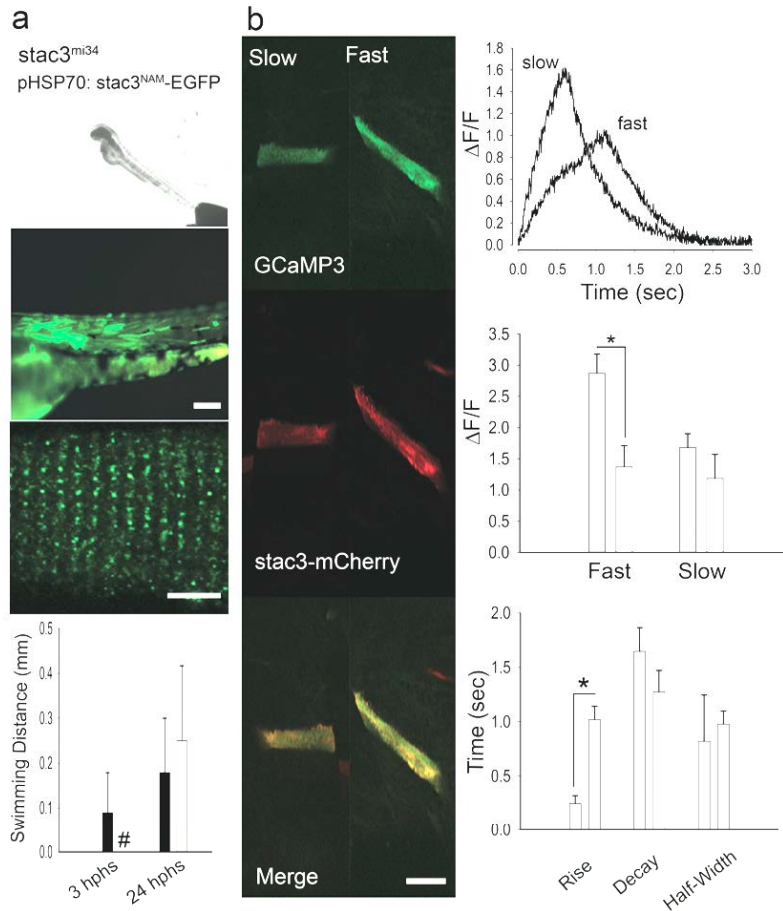 a
stac3mi34
pHSP70: stac3NAM-EGFP
0.5
0.4
0.3
0.2
0.1
0.0
Swimming Distance (mm)
#
3 hphs
24 hphs
b
Slow
Fast
GCaMP3
stac3-mCherry
Merge
1.8
1.6
1.4
1.2
1.0
0.8
0.6
0.4
0.2
0.0
ΔF/F
slow
fast
0.0 0.5 1.0 1.5 2.0 2.5 3.0
Time (sec)
3.5
3.0
2.5
2.0
1.5
1.0
0.5
0.0
ΔF/F
*
Fast
Slow
2.0
1.5
1.0
0.5
0.0
Time (sec)
*
Rise
Decay
Half-Width